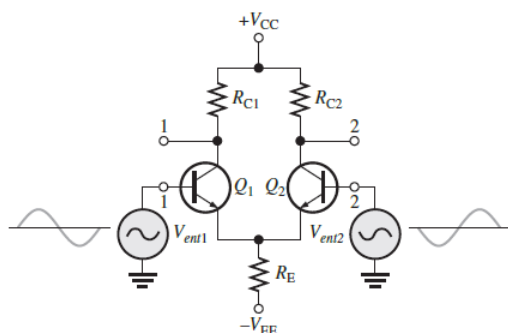 +VCC
RC1 RC2
1 2
Q1 Q2
1 2
Vent1 Vent2
RE
−VEE